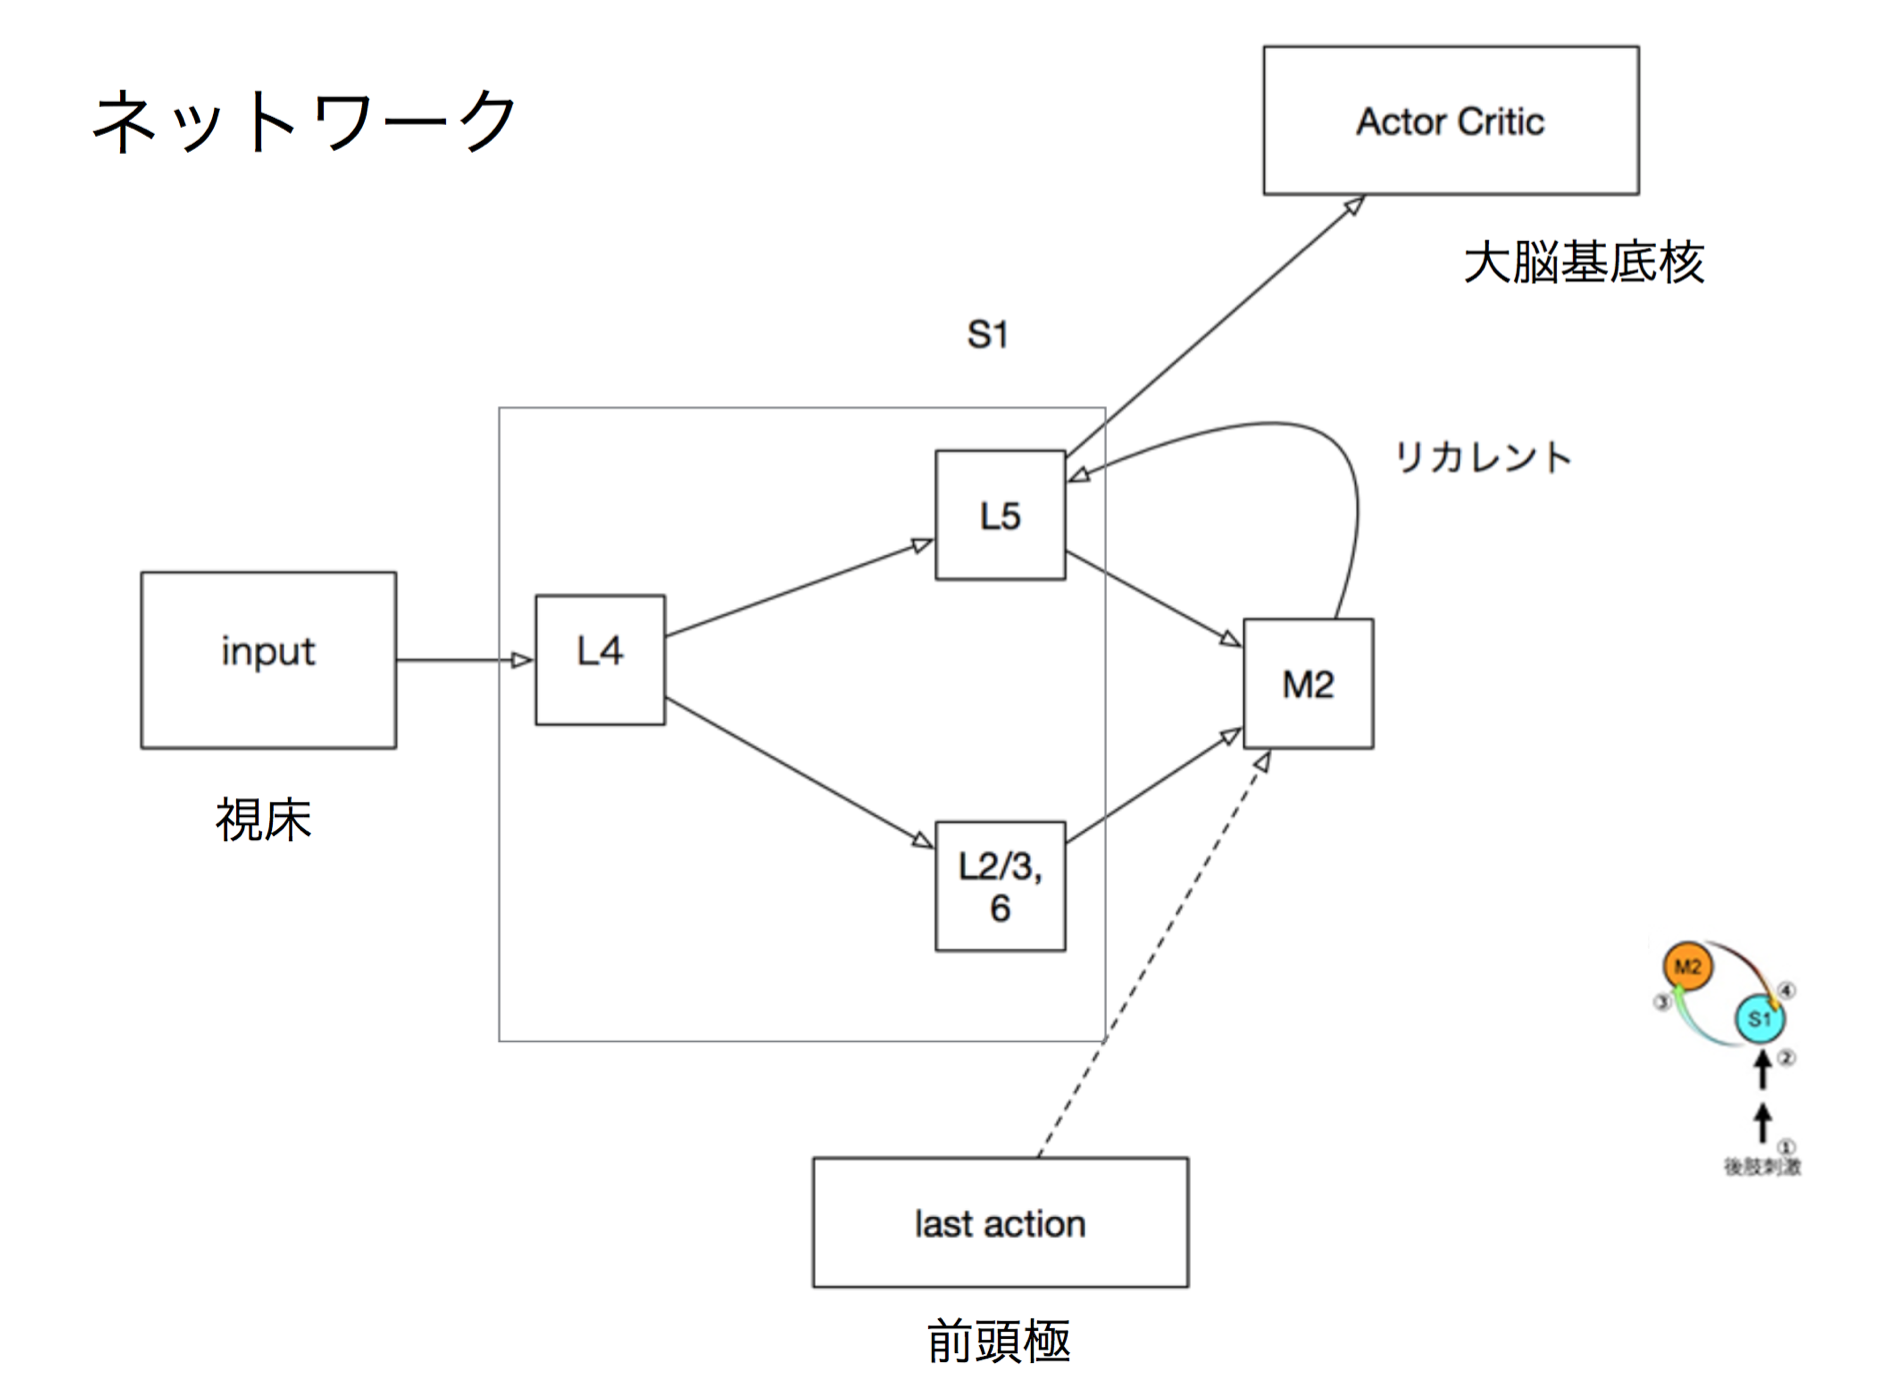 ネットワーク
Actor Critic
大脳基底核
S1
リカレント
L5
input
L4
M2
視床
L2/3,
6
last action
前頭極
M2
③
④
S1
②
①
後肢刺激